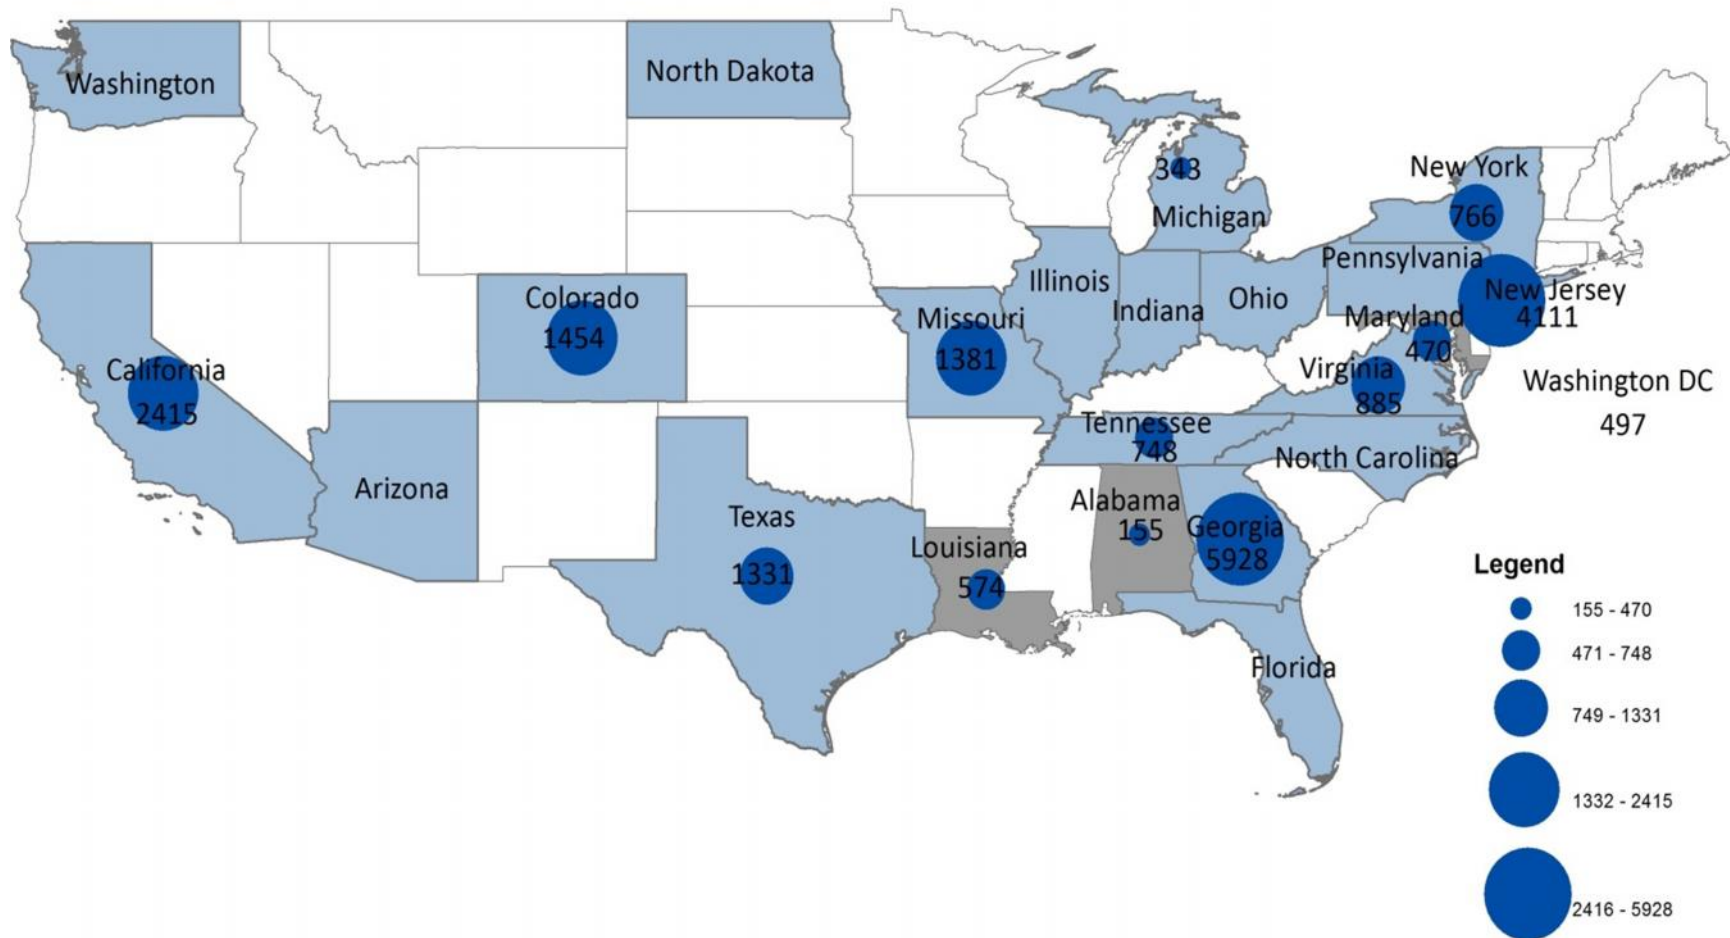 Washington
North Dakota
343
Michigan
New York
766
Pennsylvania
New Jersey
4111
Maryland
470
Virginia
885
Washington DC
497
Illinois
Indiana
Ohio
Colorado
1454
Missouri
1381
California
2415
Arizona
Texas
1331
Tennessee
748
North Carolina
Alabama
155
Georgia
5928
Louisiana
574
Florida
Legend
155 - 470
471 - 748
749 - 1331
1332 - 2415
2416 - 5928